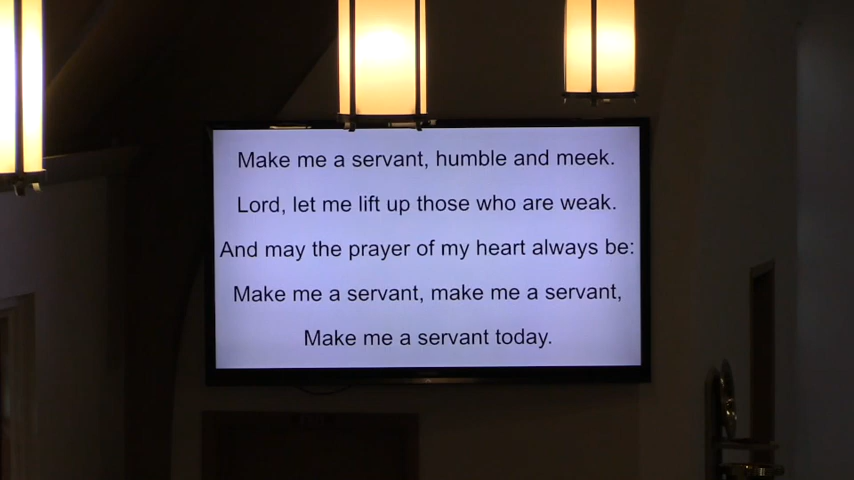 Make me a servant, humble and meek.
Lord, let me lift up those who are weak.
And may the prayer of my heart always be:
Make me a servant, make me a servant,
Make me a servant today.